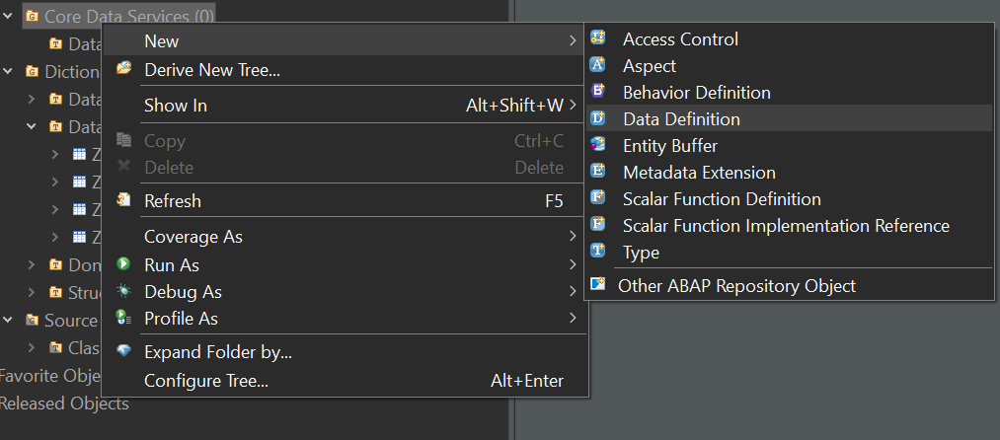 Core Data Services (0)
Data
Diction
Data
Data
Z
Z
Z
Z
Dom
Struc
Source
Clas
Favorite Obje
Released Objects
New
Derive New Tree...
Show In Alt+Shift+W
Copy Ctrl+C
Delete Delete
Refresh F5
Coverage As
Run As
Debug As
Profile As
Expand Folder by...
Configure Tree... Alt+Enter
Access Control
Aspect
Behavior Definition
Data Definition
Entity Buffer
Metadata Extension
Scalar Function Definition
Scalar Function Implementation Reference
Type
Other ABAP Repository Object